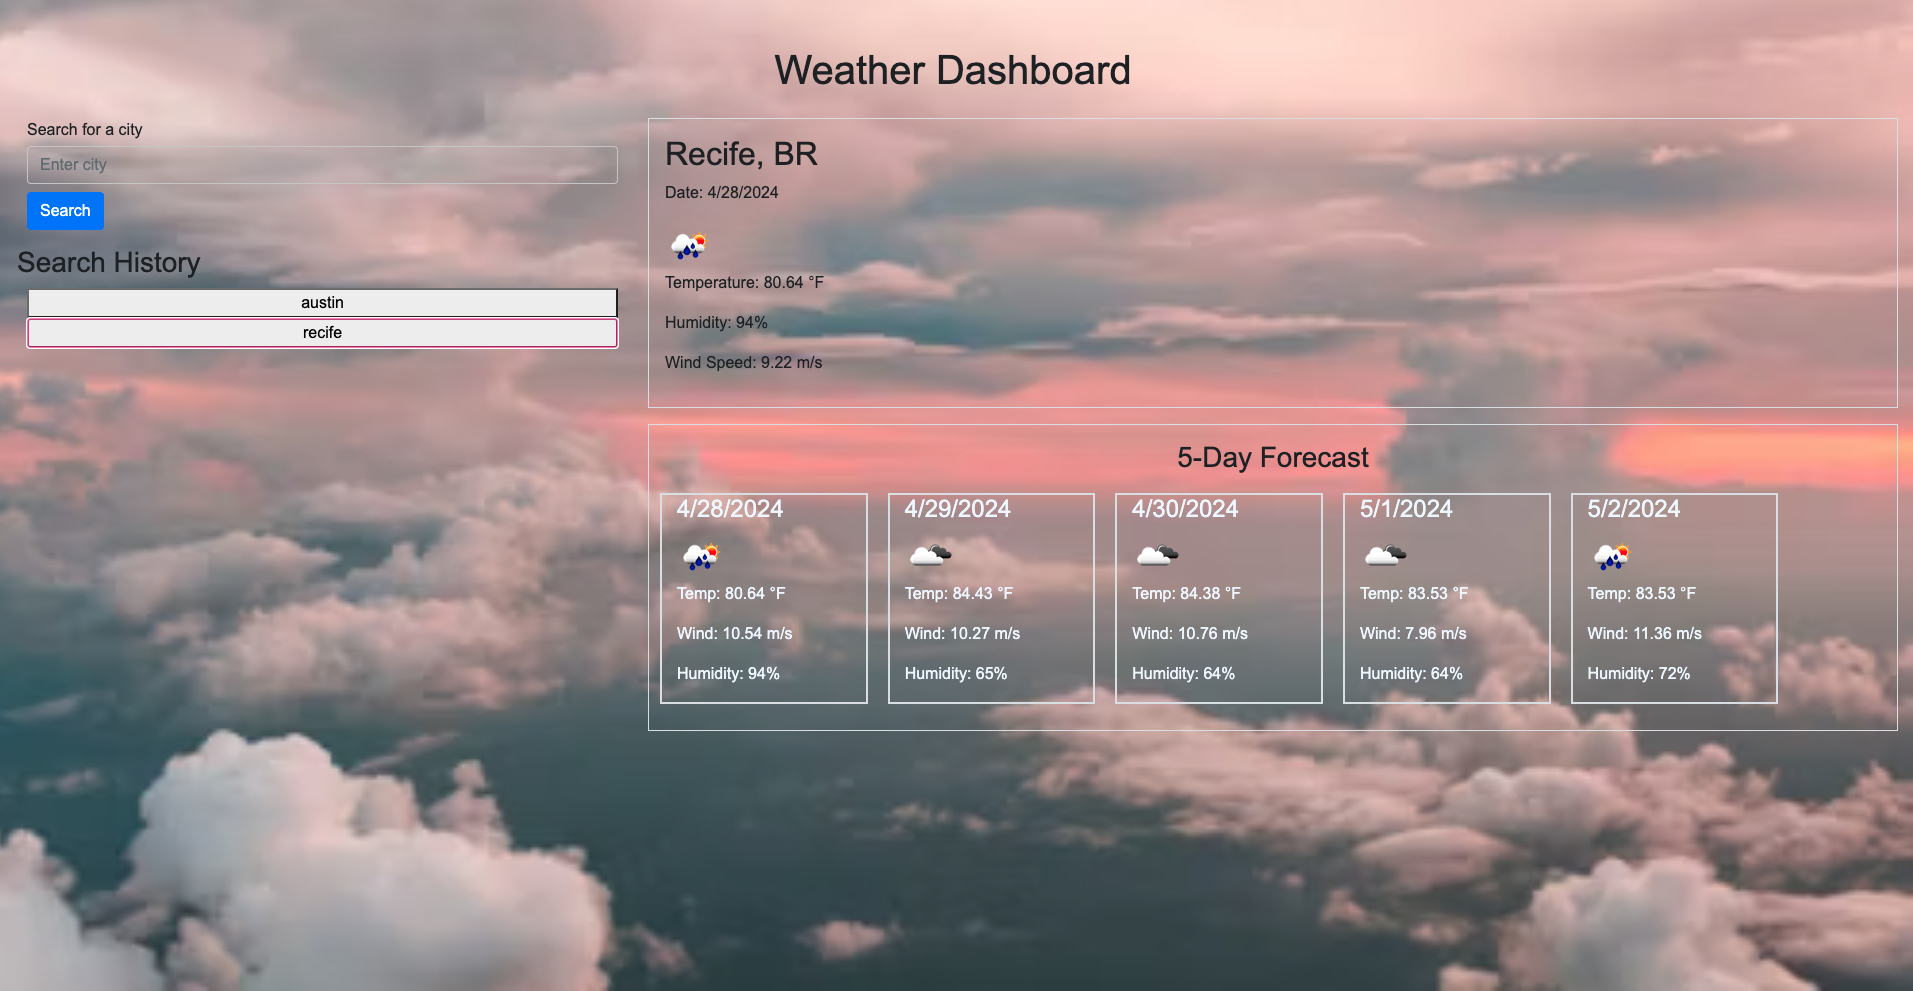 Weather Dashboard
Search for a city
Enter city
Search
Search History
austin
recife
Recife, BR
Date: 4/28/2024
Temperature: 80.64 °F
Humidity: 94%
Wind Speed: 9.22 m/s
5-Day Forecast
4/28/2024
Temp: 80.64 °F
Wind: 10.54 m/s
Humidity: 94%
4/29/2024
Temp: 84.43 °F
Wind: 10.27 m/s
Humidity: 65%
4/30/2024
Temp: 84.38 °F
Wind: 10.76 m/s
Humidity: 64%
5/1/2024
Temp: 83.53 °F
Wind: 7.96 m/s
Humidity: 64%
5/2/2024
Temp: 83.53 °F
Wind: 11.36 m/s
Humidity: 72%